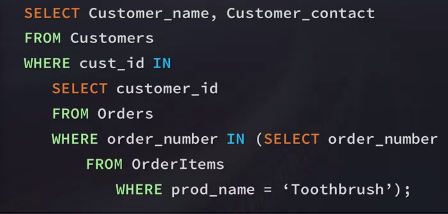 SELECT Customer_name, Customer_contact
FROM Customers
WHERE cust_id IN
SELECT customer_id
FROM Orders
WHERE order_number IN (SELECT order_number
FROM OrderItems
WHERE prod_name = ‘Toothbrush’);